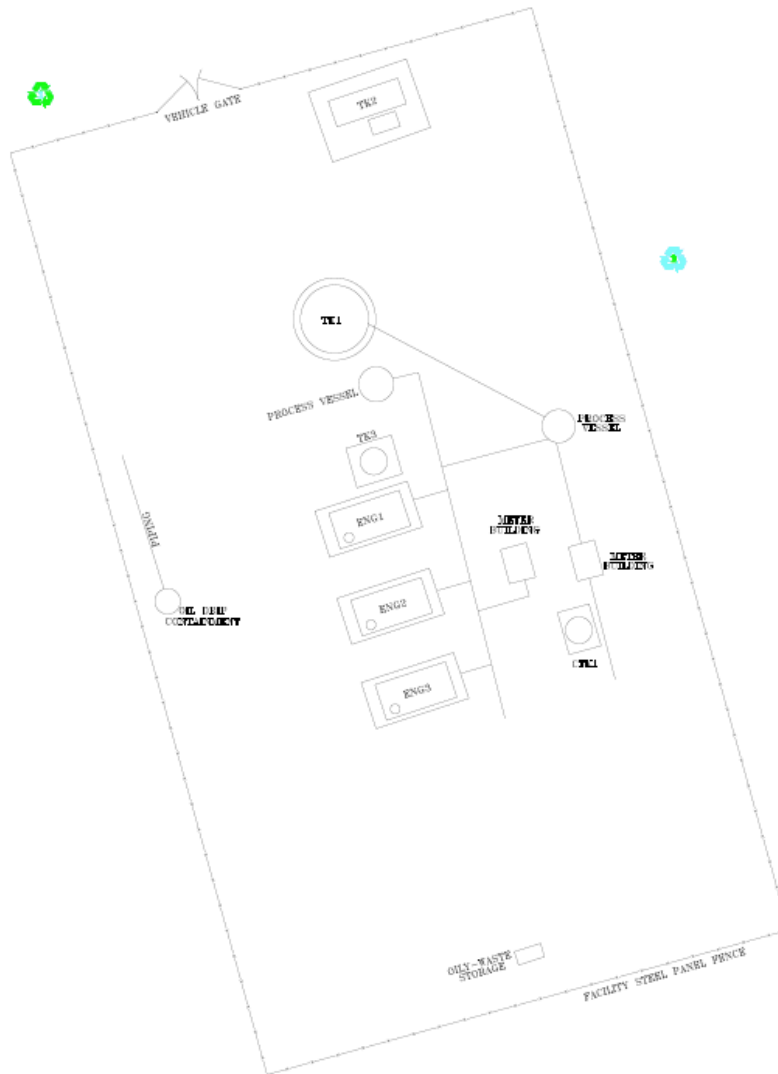 VEHICLE GATE
TK2
TK1
PROCESS VESSEL
PROCESS
VESSEL
TK3
ENG1
METER
BUILDING
PIPING
METER
BUILDING
ENG2
OIL DRIP
CONTAINMENT
ENG3
OILY-WASTE
STORAGE
FACILITY STEEL PANEL FENCE